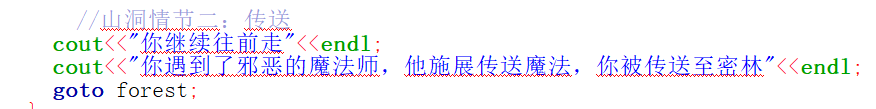 //山洞情节二：传送
cout<<"你继续往前走"<<endl;
cout<<"你遇到了邪恶的魔法师，他施展传送魔法，你被传送至密林"<<endl;
goto forest;
}